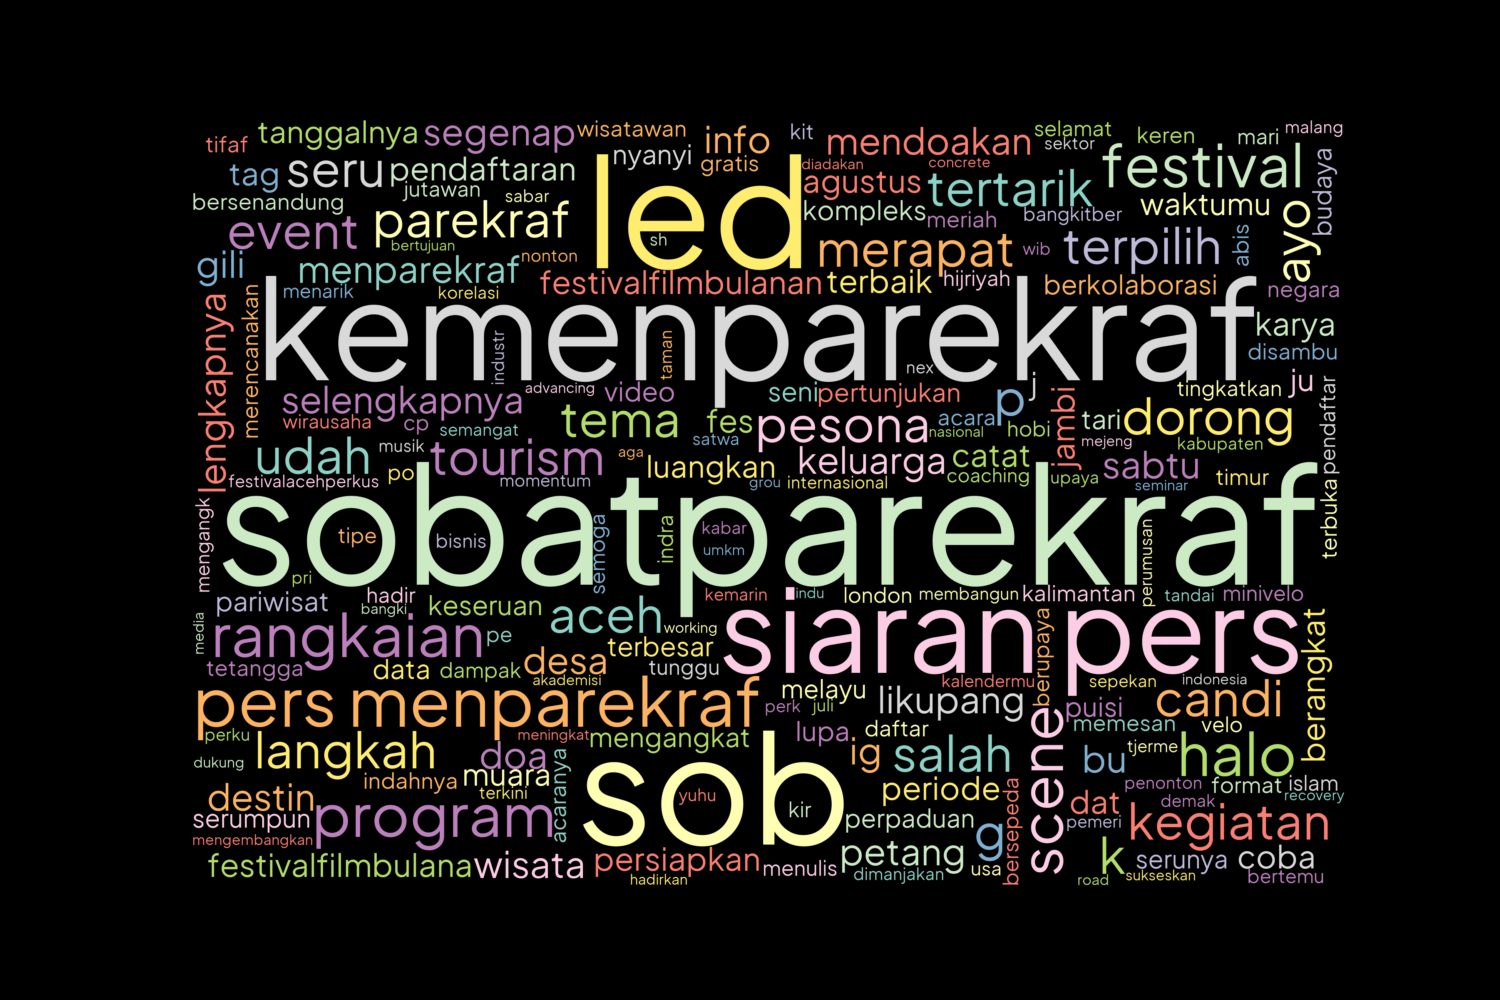 tifaf tanggalnya segenap wisatawan info kit mendoakan selamat sektor keren mari malang
tag seru pendaftaran nyanyi gratis diadakan concrete festival budaya
bersenandung jutawan sabar led agustus tertarik waktumu ayo
event parekraf bertujuan sh kompleks meriah bangkitber terpilih abis
gili menparekraf nonton merapat wib
menarik korelasi festivalfilmbulanan terbaik hijriyah berkolaborasi negara
lengkapnya merencanakan kemenparekraf karya
industr taman nex disambu
selengkapnya advancing video seni pertunjukan p j tingkatkan ju
wirausaha cp semangat tema fes pesona acara hobi jambi tari dorong pendaftar
udah musik tourism aga satwa nasional mejeng kabupaten
luangkan keluarga catat sabtu
festivalacehperkus po momentum grou internasional coaching upaya seminar timur terbuka
mengangk sobatparekraf
tipe bisnis semoga indra kabar umkm perumusan
pri
pariwisat hadir bangki keseruan kemarin indu london membangun kalimantan tandai minivelo
media rangkaian pe aceh working siaran pers berangkat
tetangga data dampak desa terbesar tunggu
akademisi melayu kalendermu berupaya sepekan indonesia
pers menparekraf perk juli likupang puisi candi
perku meningkat mengangkat lupa daftar scene memesan velo
dukung langkah doa ig salah bu tjerme halo
indahnya muara acaranya sob penonton format islam
destin terkini yuhu periode dat demak recovery
serumpun program kir perpaduan g bersepeda pemeri kegiatan
mengembangkan
festivalfilmbulana wisata persiapkan menulis petang usa k serunya coba
hadirkan dimanjakan road sukseskan bertemu